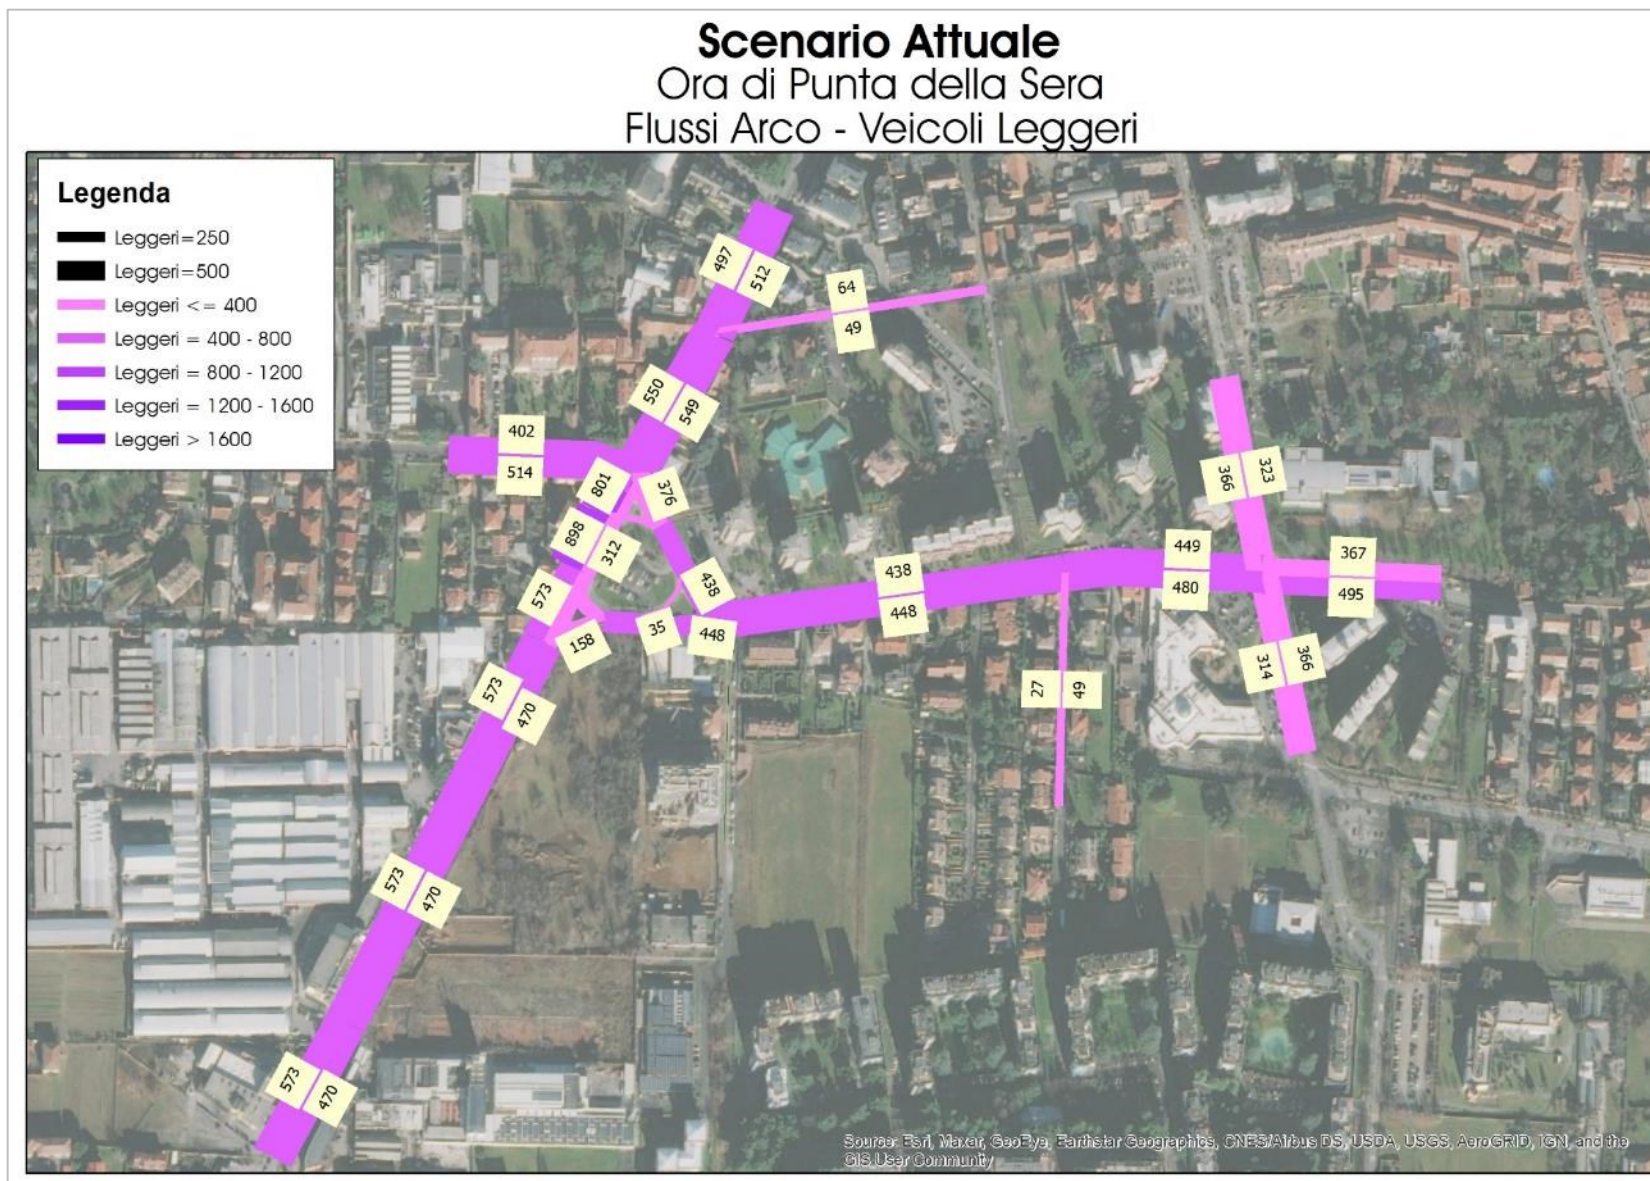 Scenario Attuale
Ora di Punta della Sera
Flussi Arco - Veicoli Leggeri
Legenda
Leggeri=250
Leggeri=500
Leggeri <= 400
Leggeri = 400 - 800
Leggeri = 800 - 1200
Leggeri = 1200 - 1600
Leggeri > 1600
497
512
64
49
550
549
402
514
801
376
898
312
573
438
158
35
448
438
448
449
480
366
323
367
495
314
366
27
49
573
470
573
470
573
470
Source: Esri, Maxar, GeoEye, Earthstar Geographics, CNES/Airbus DS, USDA, USGS, AeroGRID, IGN, and the
GIS User Community